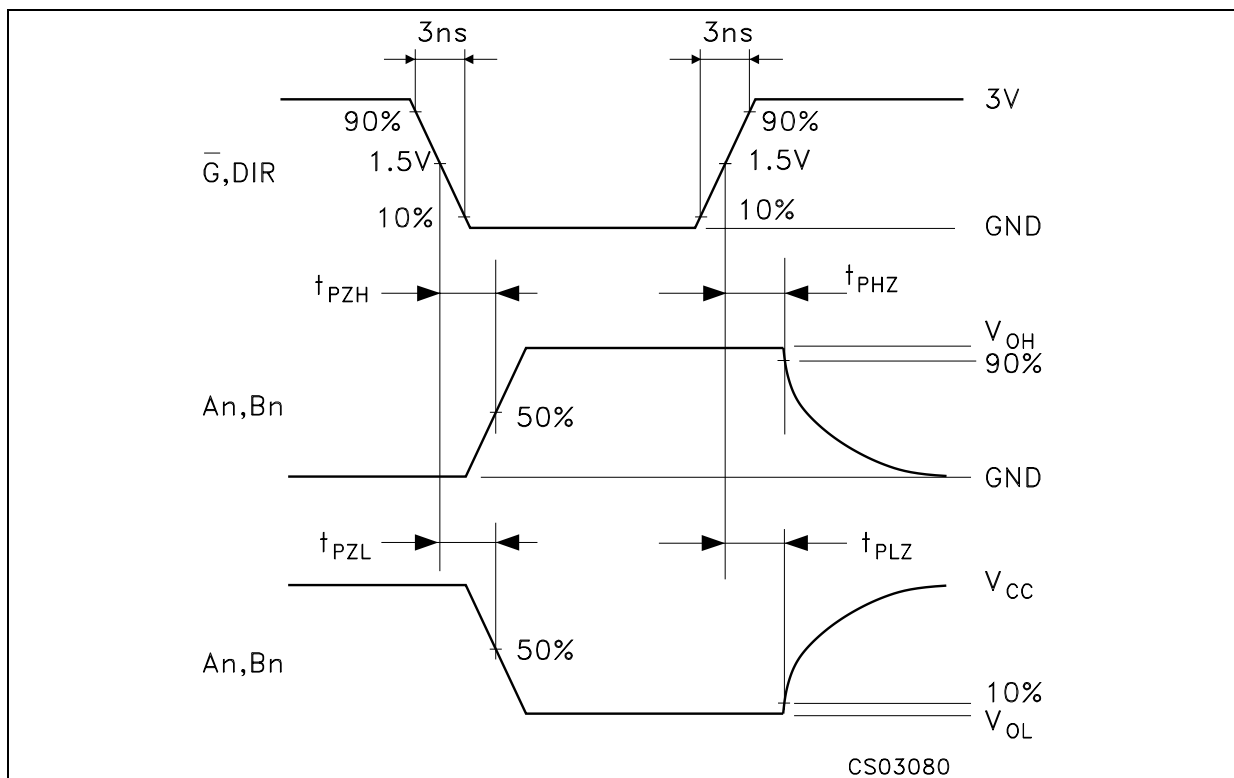 3ns 3ns
3V
90% 90%
G̅,DIR 1.5V 1.5V
10% 10%
GND
tPZH tPHZ
VOH
90%
An,Bn 50%
GND
tPZL tPLZ
VCC
An,Bn 50%
10%
VOL
CS03080